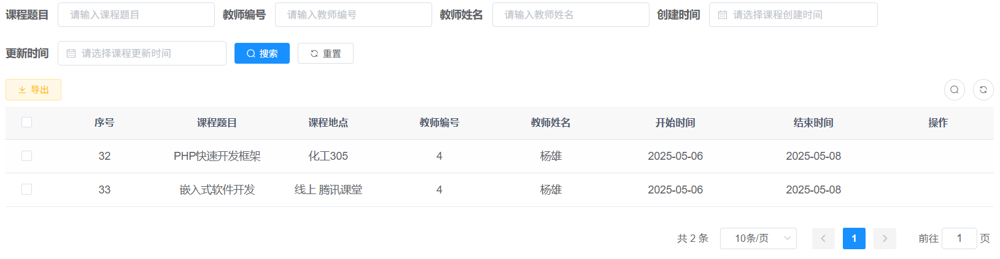 课程题目 请输入课程题目 教师编号 请输入教师编号 教师姓名 请输入教师姓名 创建时间 请选择课程创建时间
更新时间 请选择课程更新时间 搜索 重置
导出
序号 课程题目 课程地点 教师编号 教师姓名 开始时间 结束时间 操作
32 PHP快速开发框架 化工305 4 杨雄 2025-05-06 2025-05-08
33 嵌入式软件开发 线上 腾讯课堂 4 杨雄 2025-05-06 2025-05-08
共 2 条 10条/页 1 前往 1 页